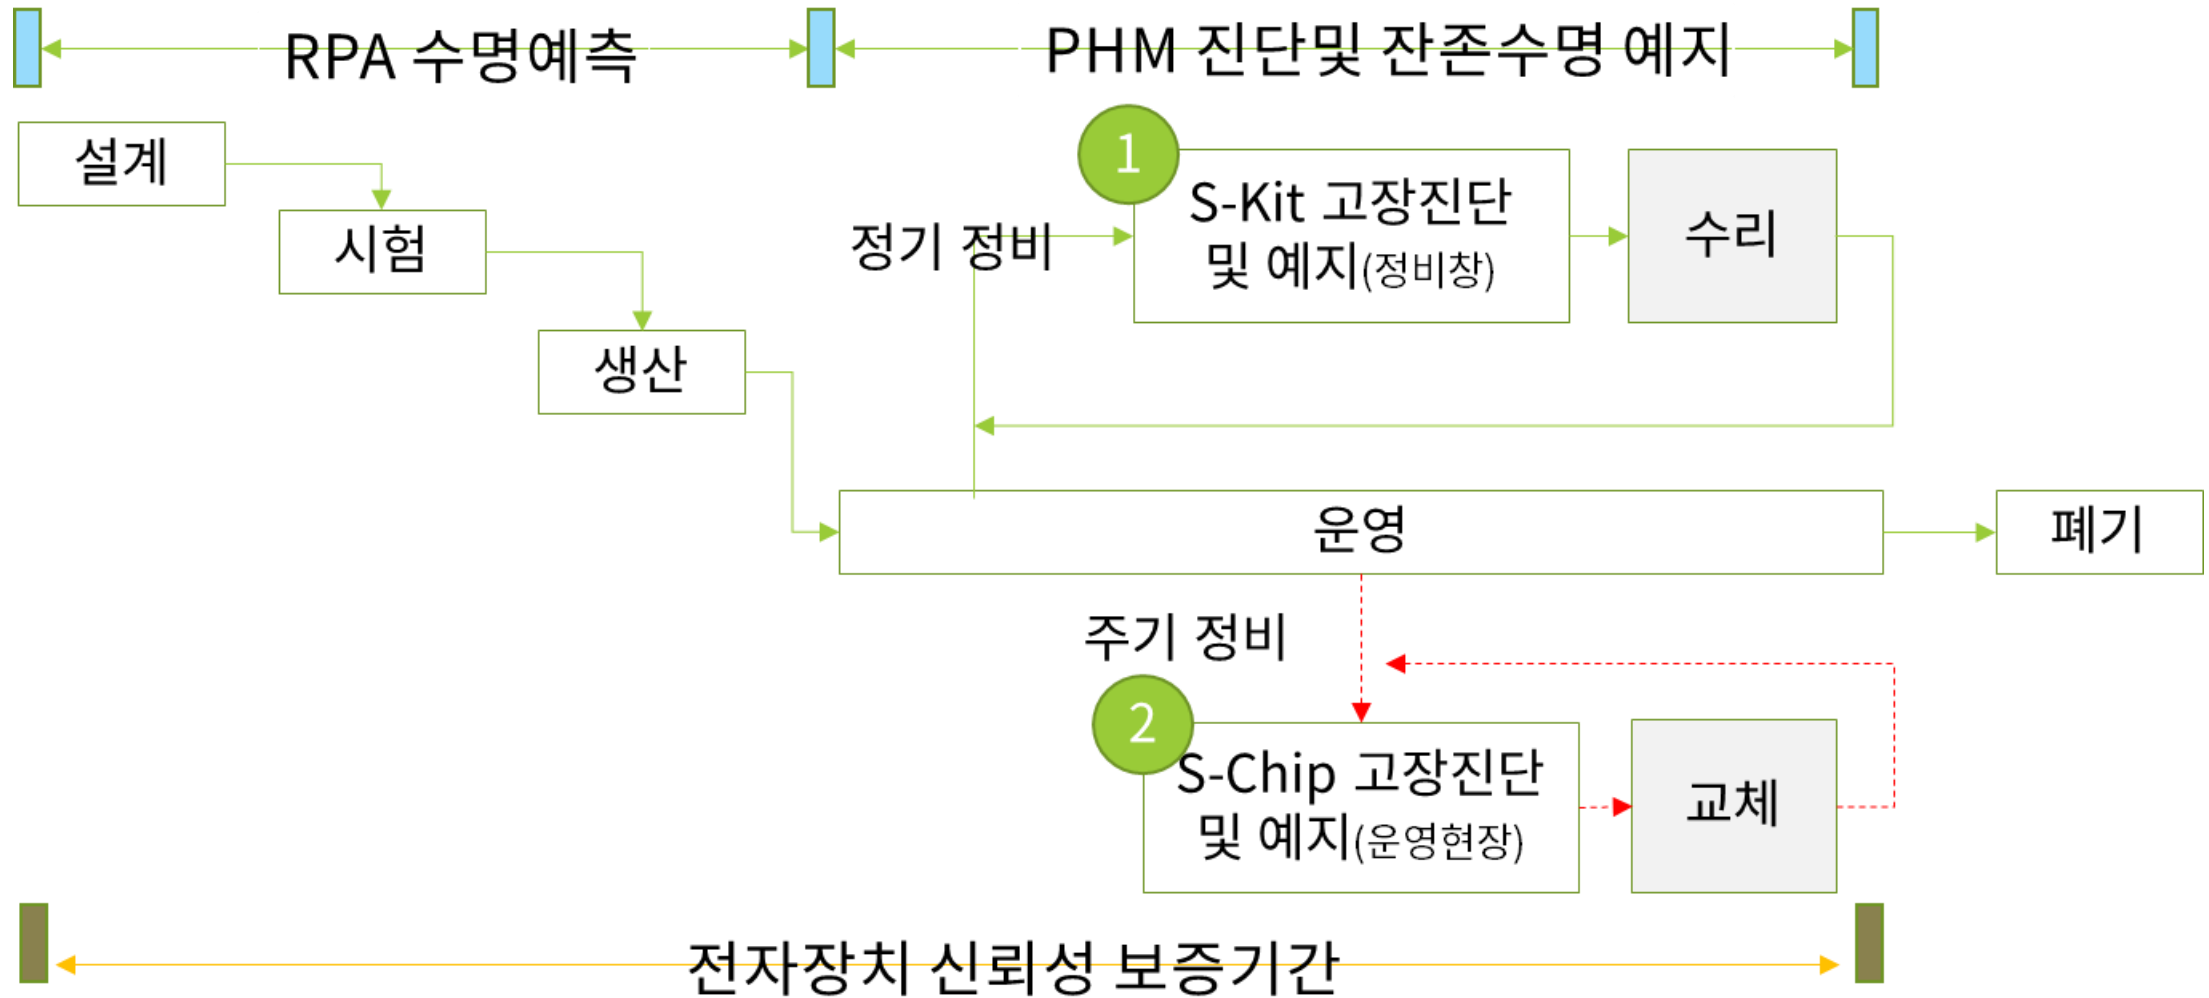 RPA 수명예측
PHM 진단및 잔존수명 예지
설계
시험
생산
정기 정비
1
S-Kit 고장진단
및 예지(정비창)
수리
운영
폐기
주기 정비
2
S-Chip 고장진단
및 예지(운영현장)
교체
전자장치 신뢰성 보증기간